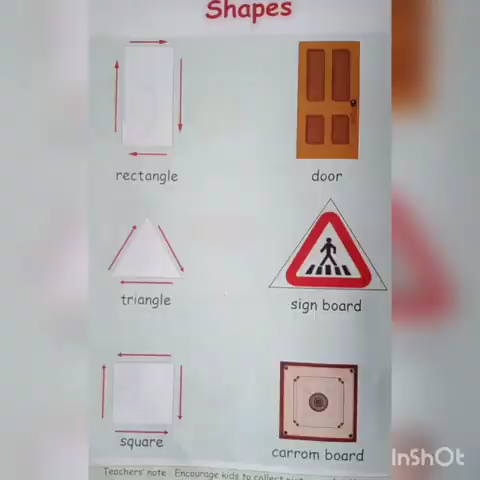 Shapes
rectangle
door
triangle
sign board
square
carrom board
Teachers' note Encourage kids to collect
InShOt